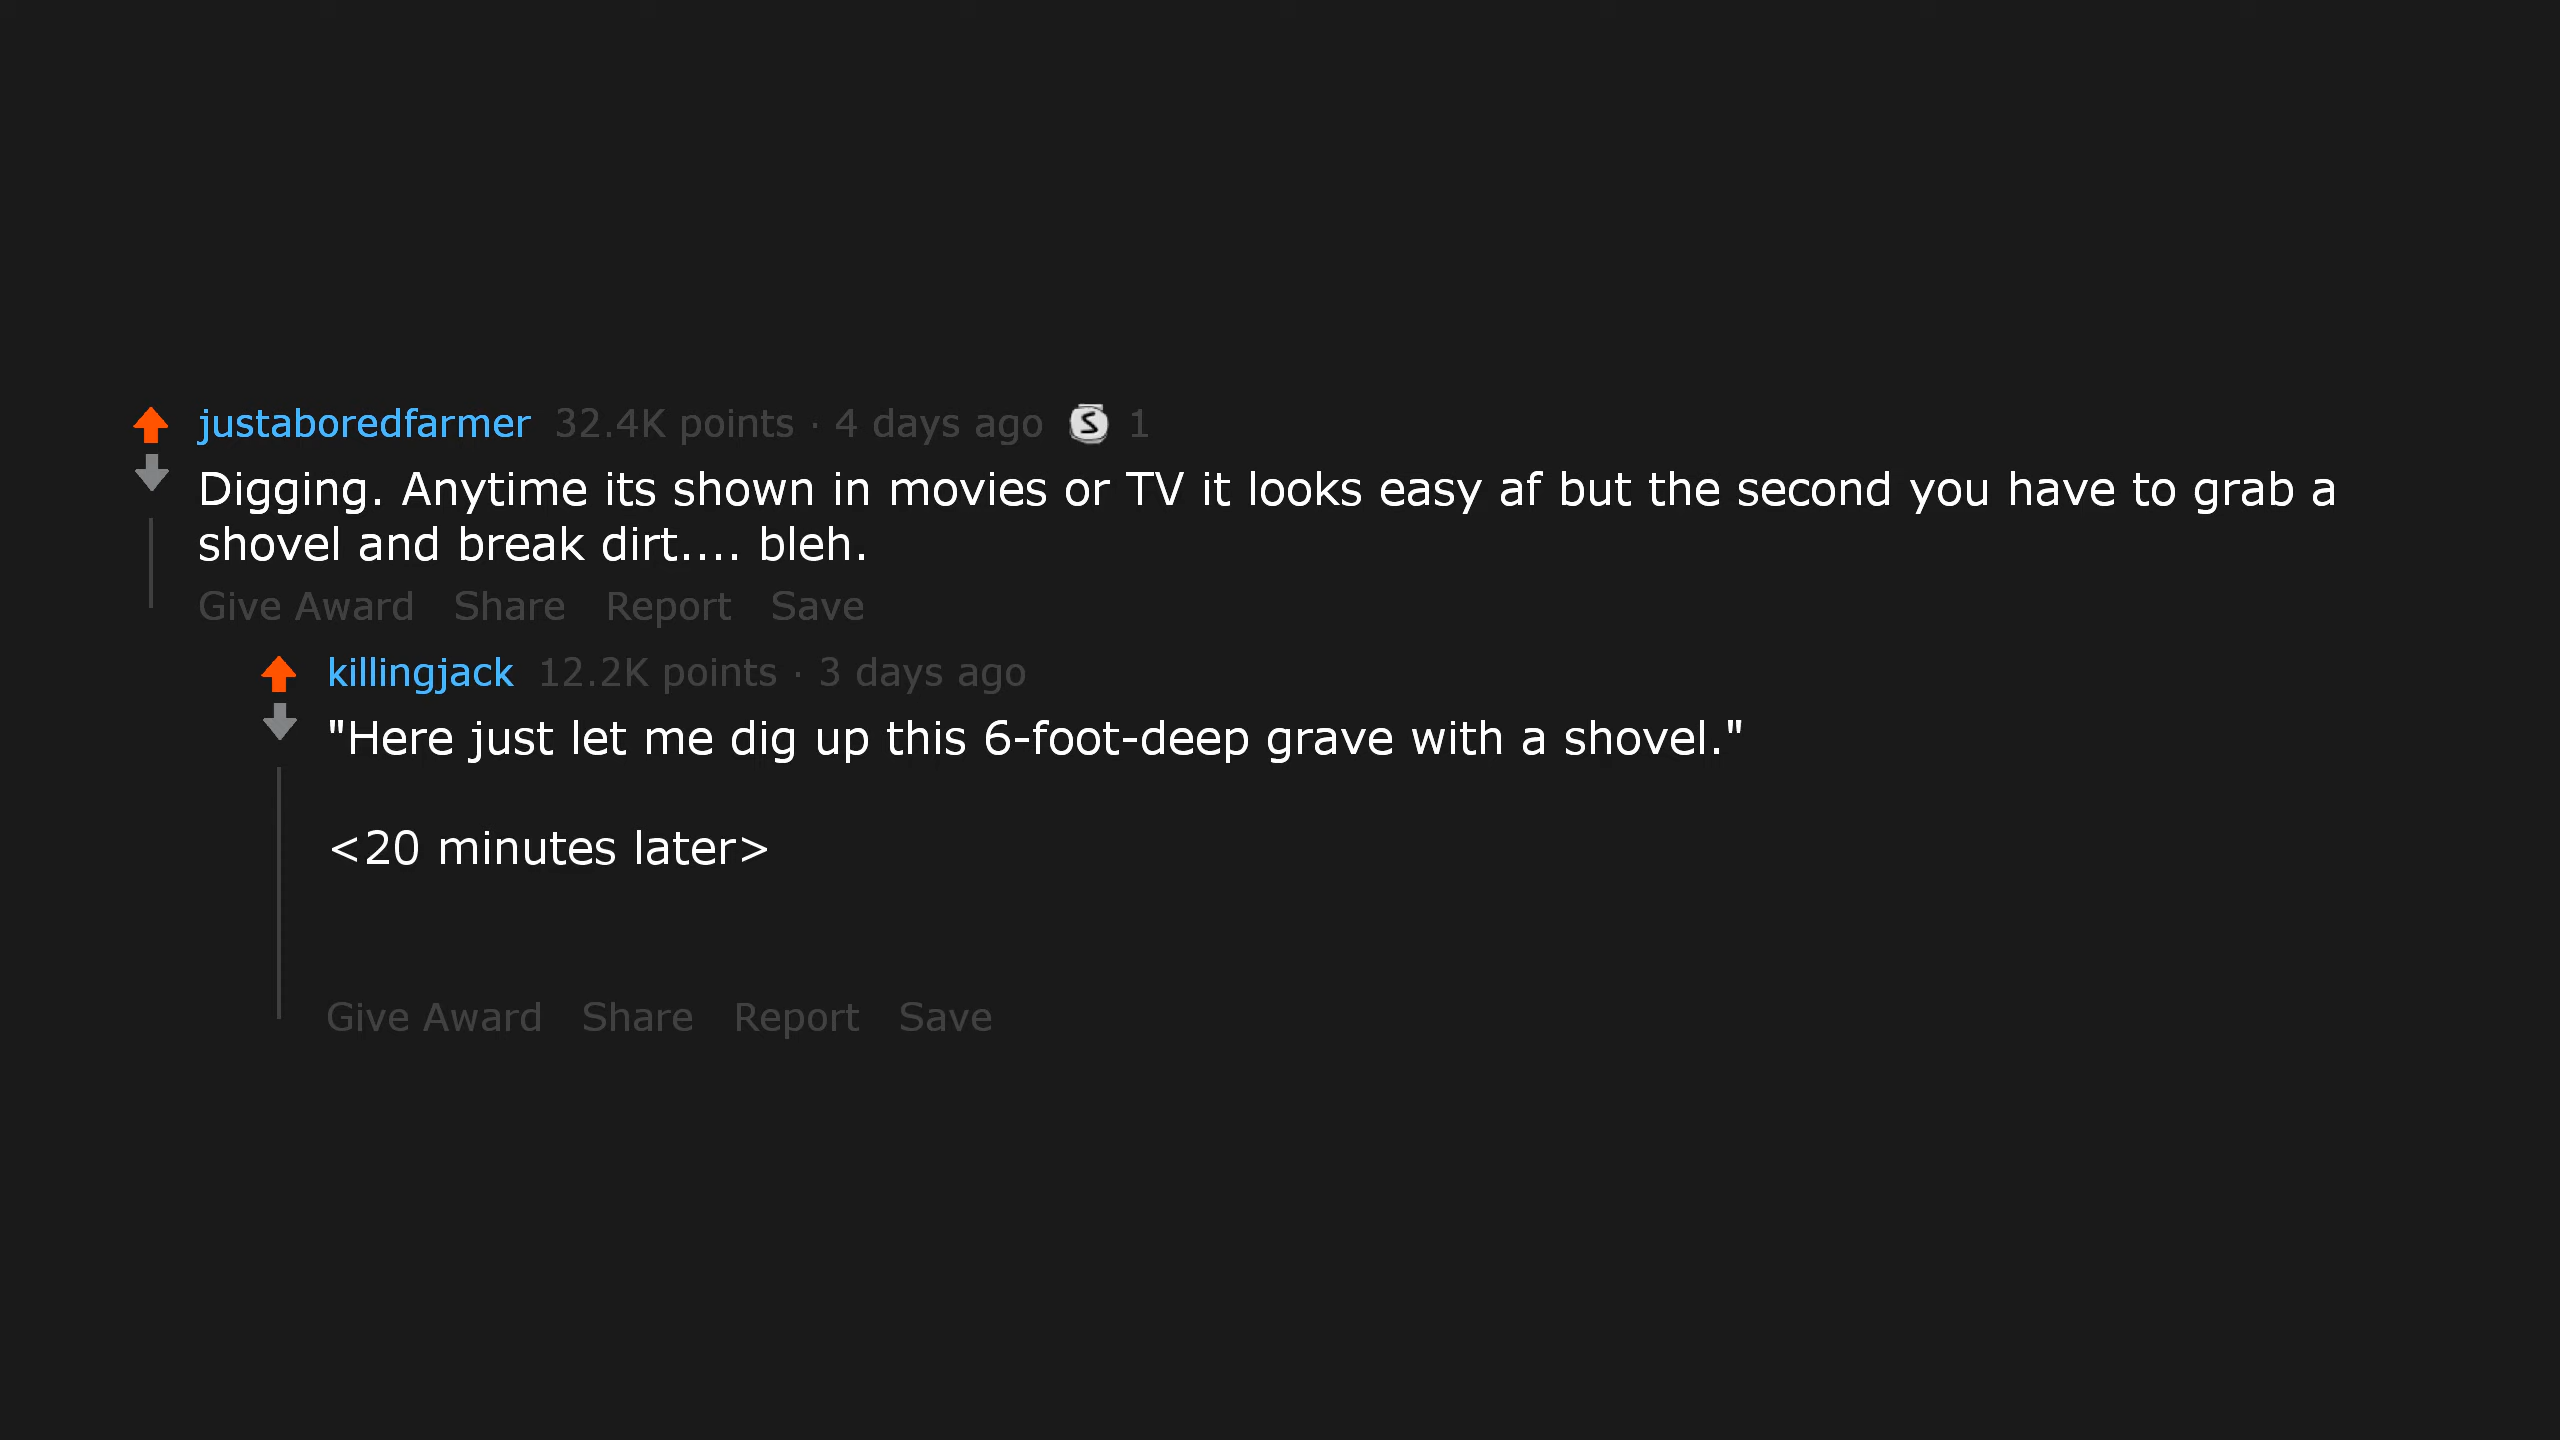 justaboredfarmer 32.4K points · 4 days ago S 1
Digging. Anytime its shown in movies or TV it looks easy af but the second you have to grab a
shovel and break dirt.... bleh.
Give Award Share Report Save
killingjack 12.2K points · 3 days ago
"Here just let me dig up this 6-foot-deep grave with a shovel."
<20 minutes later>
Give Award Share Report Save